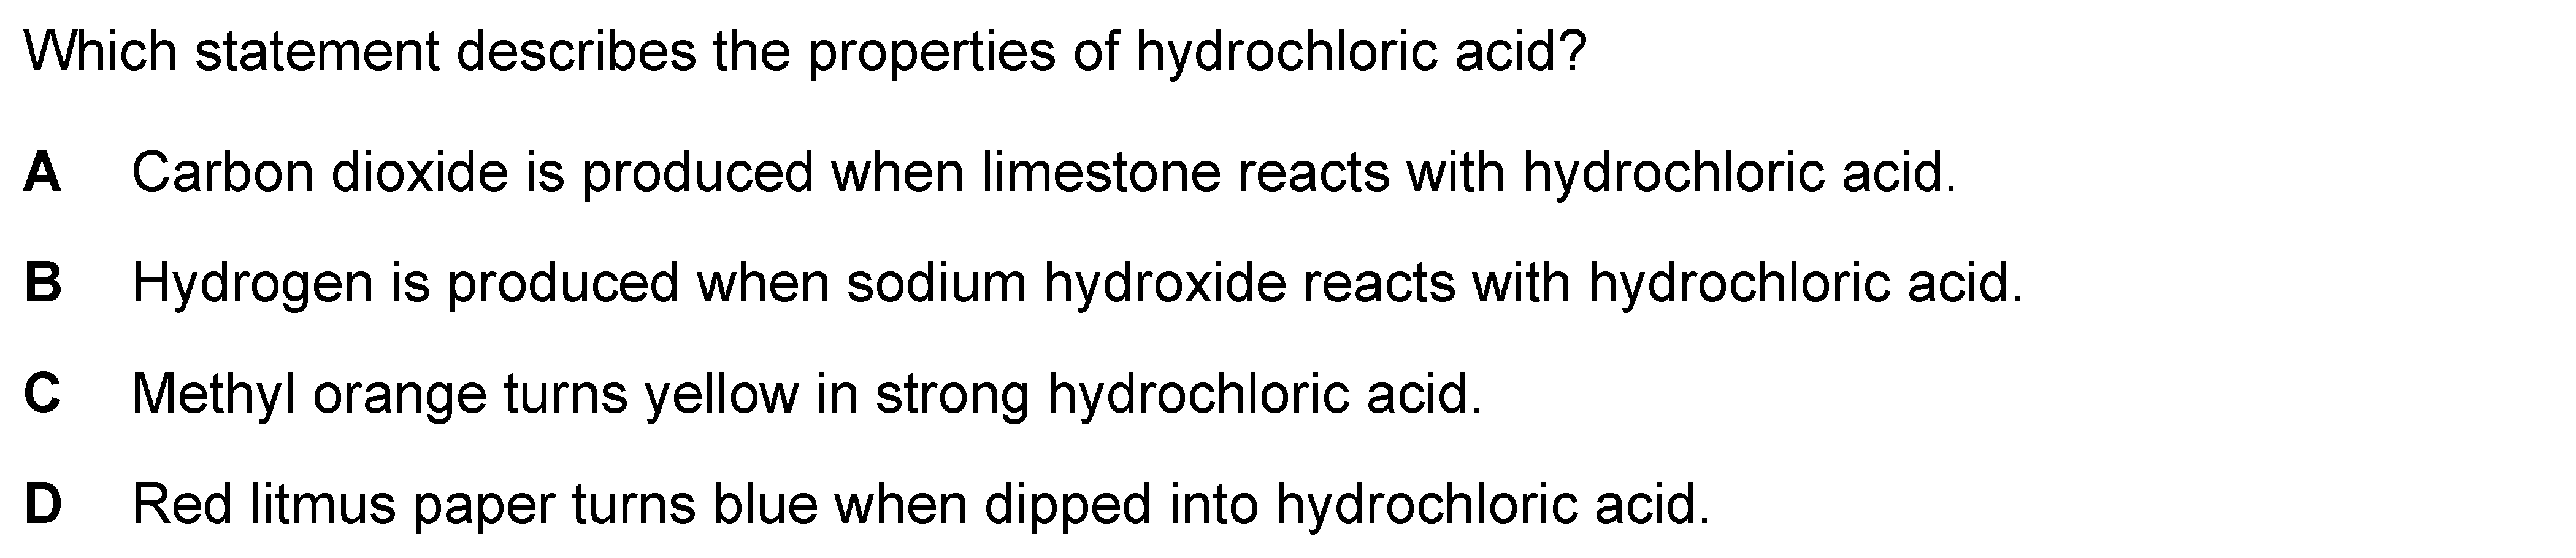 Which statement describes the properties of hydrochloric acid?
A Carbon dioxide is produced when limestone reacts with hydrochloric acid.
B Hydrogen is produced when sodium hydroxide reacts with hydrochloric acid.
C Methyl orange turns yellow in strong hydrochloric acid.
D Red litmus paper turns blue when dipped into hydrochloric acid.